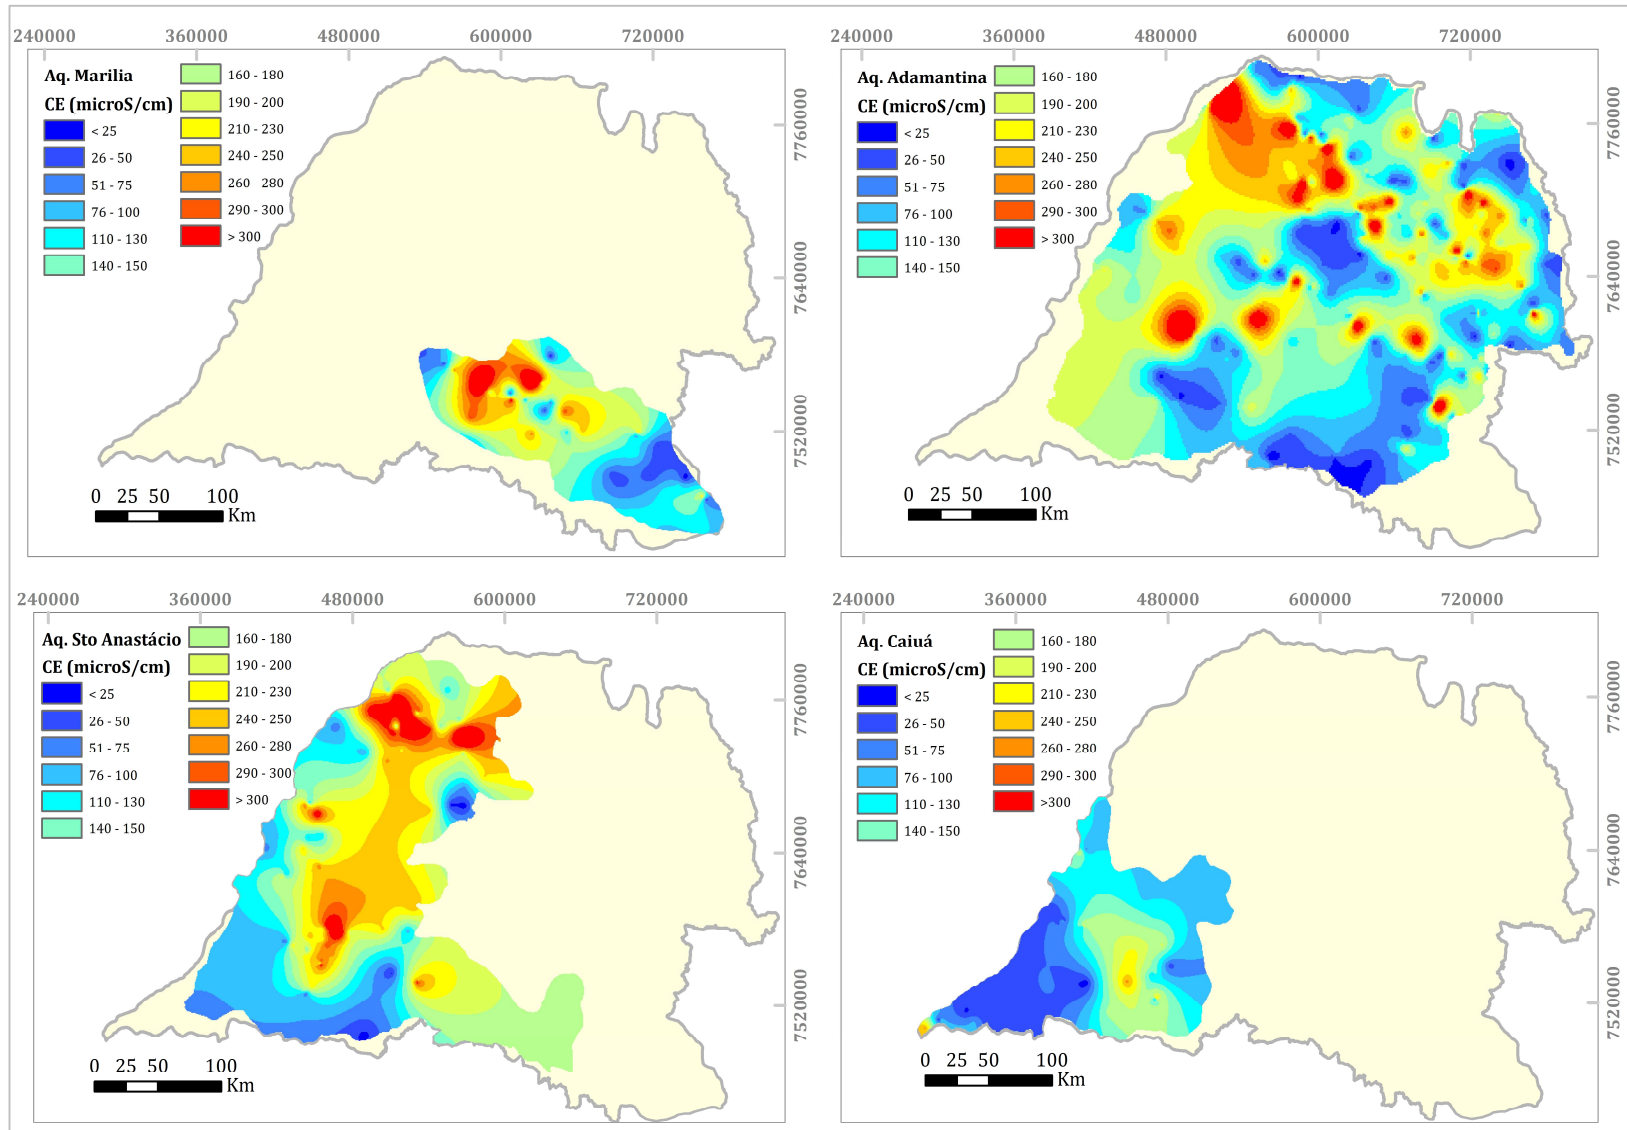 240000 360000 480000 600000 720000
Aq. Marilia
CE (microS/cm)
< 25
26 - 50
51 - 75
76 - 100
110 - 130
140 - 150
160 - 180
190 - 200
210 - 230
240 - 250
260 280
290 - 300
> 300
7760000
7640000
7520000
0 25 50 100
Km
240000 360000 480000 600000 720000
Aq. Adamantina
CE (microS/cm)
< 25
26 - 50
51 - 75
76 - 100
110 - 130
140 - 150
160 - 180
190 - 200
210 - 230
240 - 250
260 - 280
290 - 300
> 300
7760000
7640000
7520000
0 25 50 100
Km
240000 360000 480000 600000 720000
Aq. Sto Anastácio
CE (microS/cm)
< 25
26 - 50
51 - 75
76 - 100
110 - 130
140 - 150
160 - 180
190 - 200
210 - 230
240 - 250
260 - 280
290 - 300
> 300
7760000
7640000
7520000
0 25 50 100
Km
240000 360000 480000 600000 720000
Aq. Caiuá
CE (microS/cm)
< 25
26 - 50
51 - 75
76 - 100
110 - 130
140 - 150
160 - 180
190 - 200
210 - 230
240 - 250
260 - 280
290 - 300
>300
7760000
7640000
7520000
0 25 50 100
Km